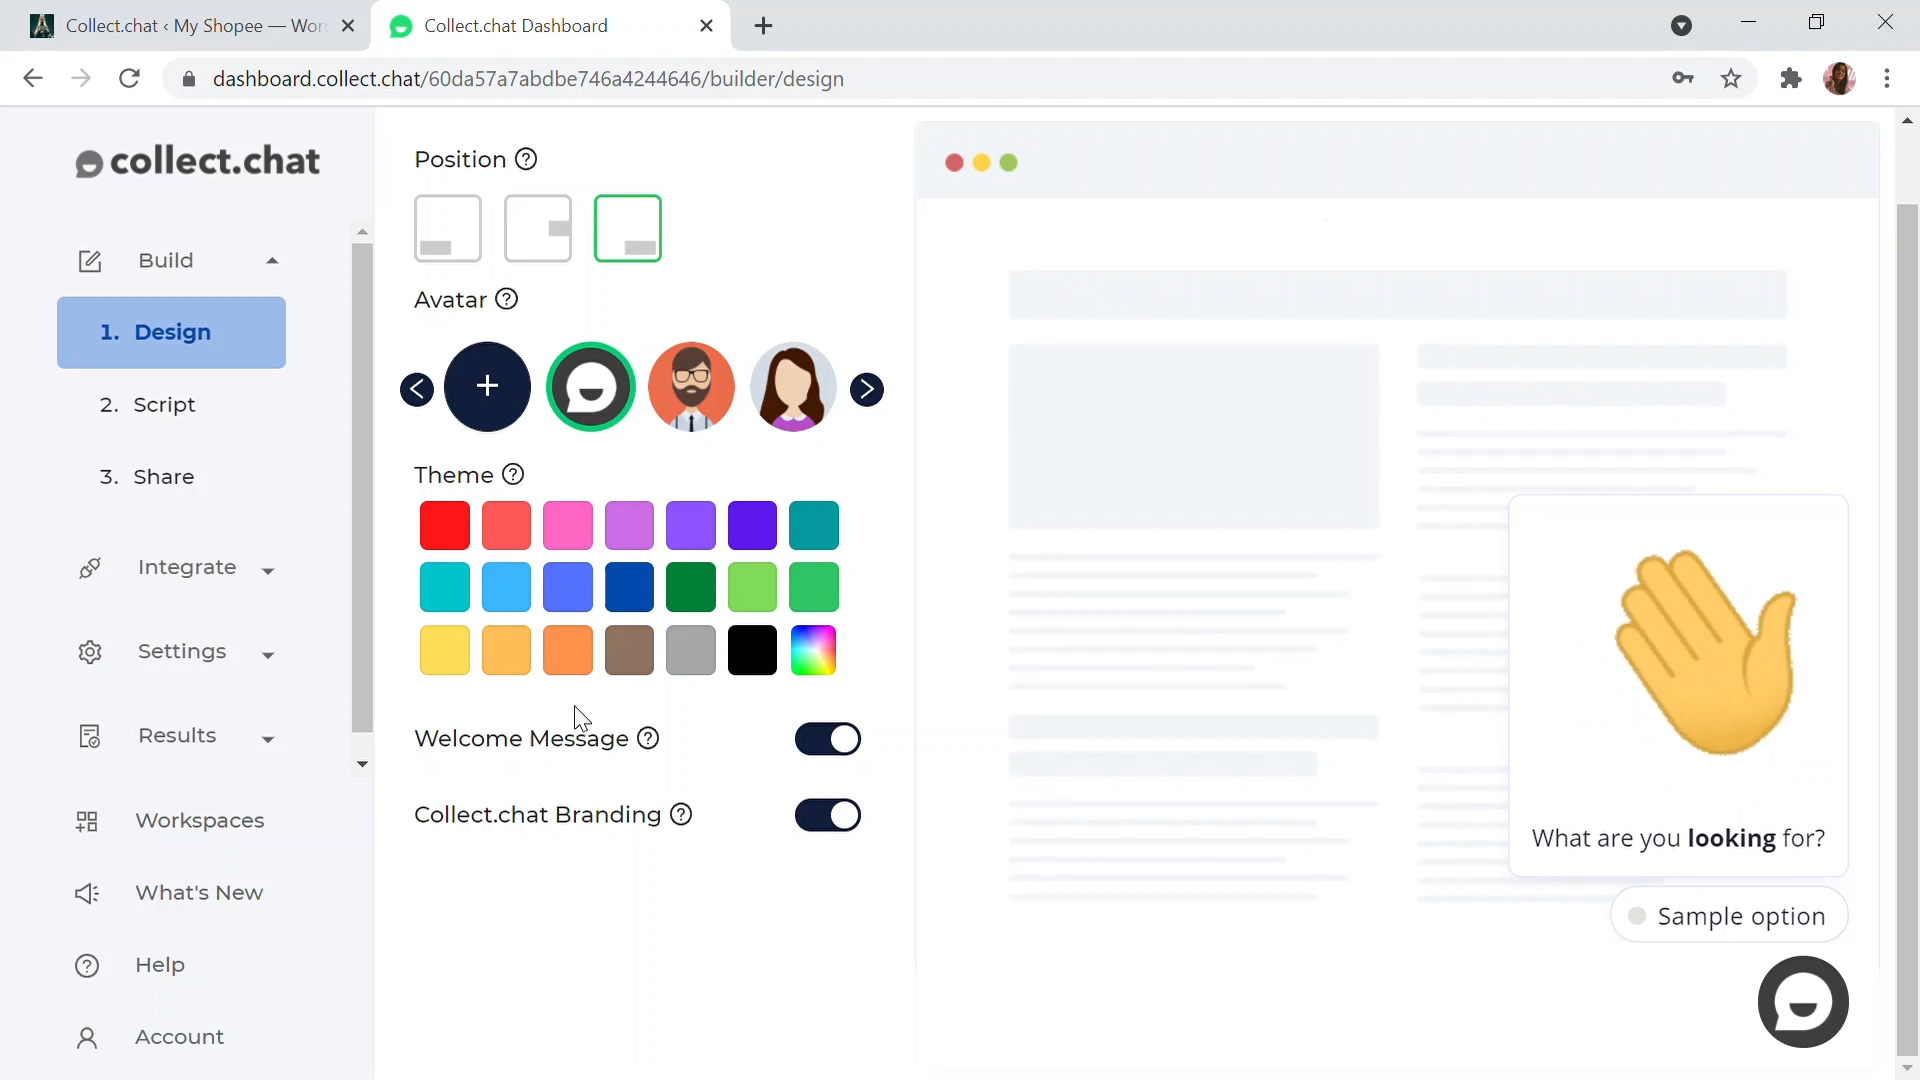 Collect.chat ‹ My Shopee — Wor
Collect.chat Dashboard
dashboard.collect.chat/60da57a7abdbe746a4244646/builder/design
collect.chat
Build
1. Design
2. Script
3. Share
Integrate
Settings
Results
Workspaces
What's New
Help
Account
Position
Avatar
Theme
Welcome Message
Collect.chat Branding
What are you looking for?
Sample option